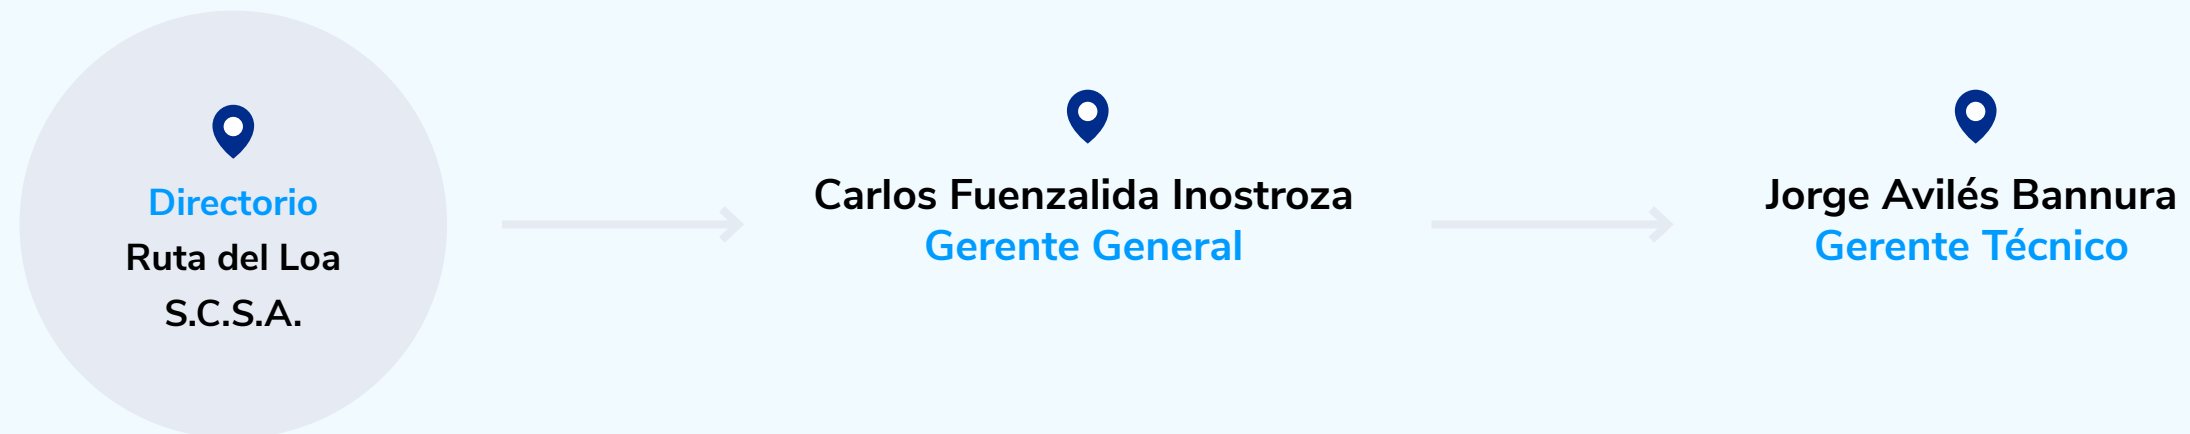 Directorio
Ruta del Loa
S.C.S.A.
Carlos Fuenzalida Inostroza
Gerente General
Jorge Avilés Bannura
Gerente Técnico